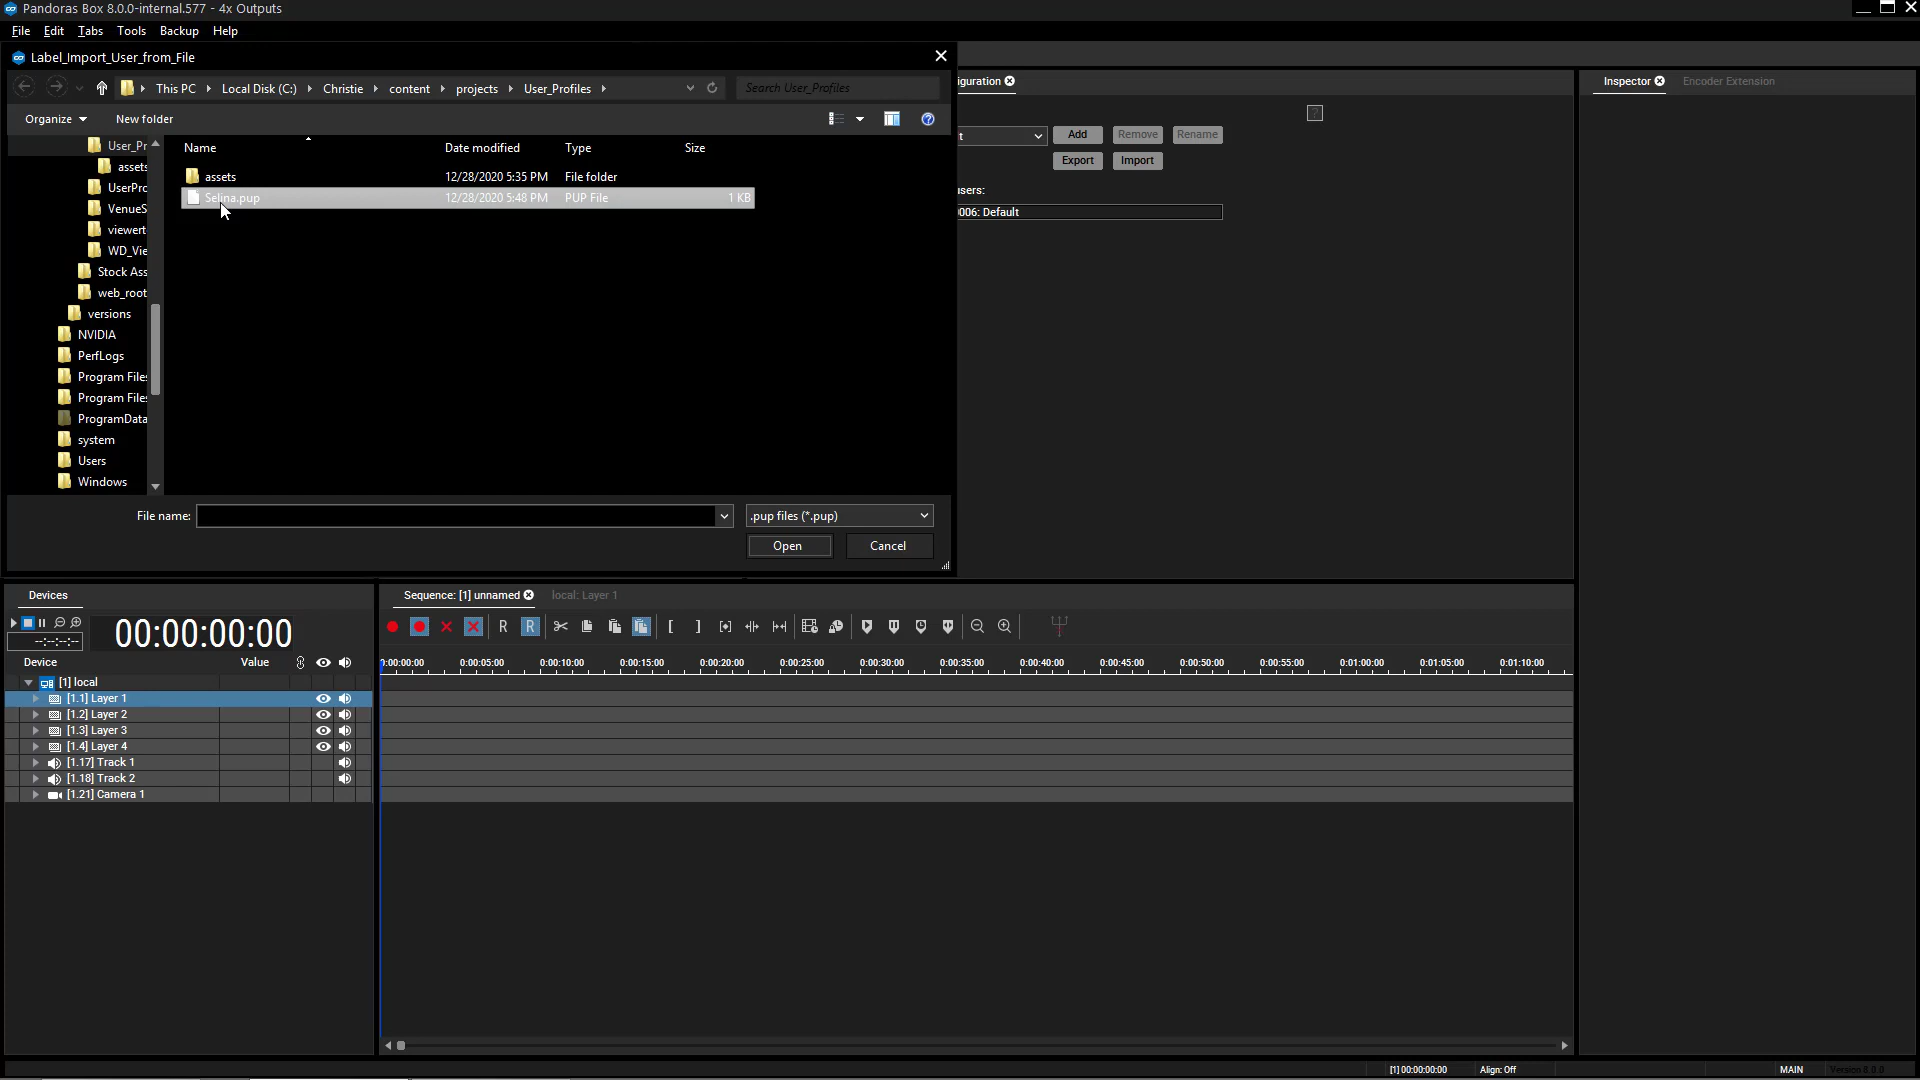 Pandoras Box 8.0.0-internal.577 - 4x Outputs
File Edit Tabs Tools Backup Help
Label_Import_User_from_File
This PC Local Disk (C:) Christie content projects User_Profiles
Search User_Profiles
Organize New folder
Name Date modified Type Size
assets 12/28/2020 5:35 PM File folder
Selina.pup 12/28/2020 5:48 PM PUP File 1 KB
User_Pr
assets
UserPro
VenueS
viewert
WD_Vie
Stock Ass
web_root
versions
NVIDIA
PerfLogs
Program Files
Program Files
ProgramData
system
Users
Windows
File name:
.pup files (*.pup)
Open Cancel
iguration
t
Add Remove Rename
Export Import
users:
006: Default
?
Inspector Encoder Extension
Devices
00:00:00:00
--:--:--:--
Device Value
[1] local
[1.1] Layer 1
[1.2] Layer 2
[1.3] Layer 3
[1.4] Layer 4
[1.17] Track 1
[1.18] Track 2
[1.21] Camera 1
Sequence: [1] unnamed local: Layer 1
R R
0:00:00:00 0:00:05:00 0:00:10:00 0:00:15:00 0:00:20:00 0:00:25:00 0:00:30:00 0:00:35:00 0:00:40:00 0:00:45:00 0:00:50:00 0:00:55:00 0:01:00:00 0:01:05:00 0:01:10:00
[1] 00:00:00:00 Align: Off MAIN Version 8.0.0